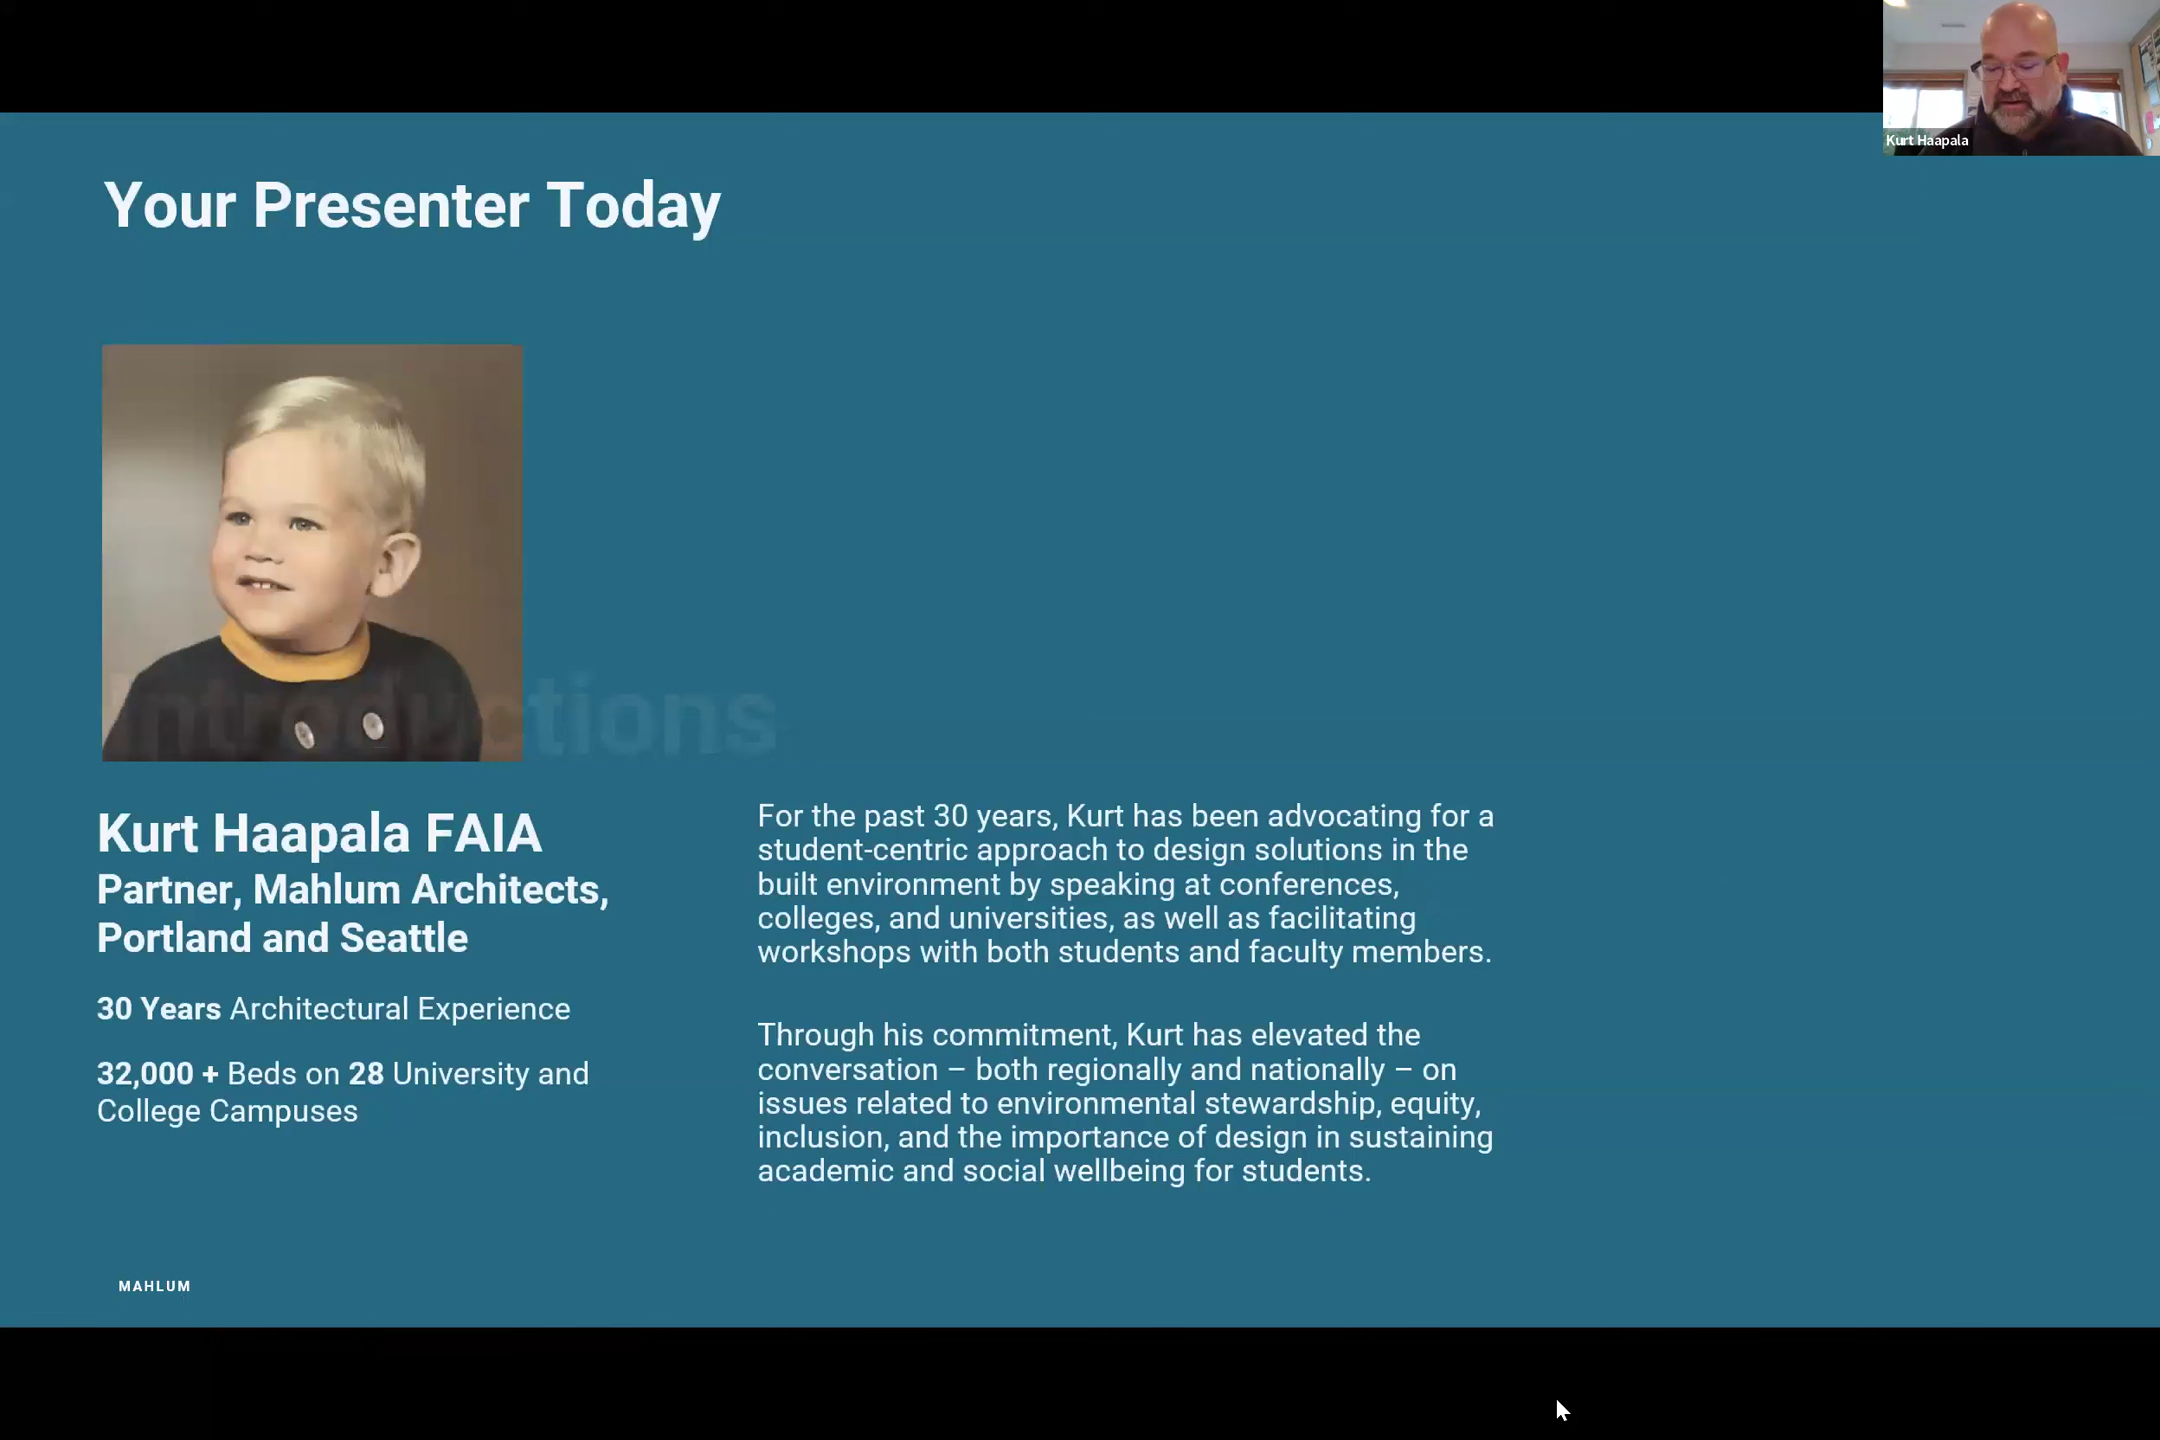 Kurt Haapala
Your Presenter Today
Introductions
Kurt Haapala FAIA
Partner, Mahlum Architects,
Portland and Seattle
30 Years Architectural Experience
32,000 + Beds on 28 University and
College Campuses
For the past 30 years, Kurt has been advocating for a
student-centric approach to design solutions in the
built environment by speaking at conferences,
colleges, and universities, as well as facilitating
workshops with both students and faculty members.
Through his commitment, Kurt has elevated the
conversation – both regionally and nationally – on
issues related to environmental stewardship, equity,
inclusion, and the importance of design in sustaining
academic and social wellbeing for students.
MAHLUM